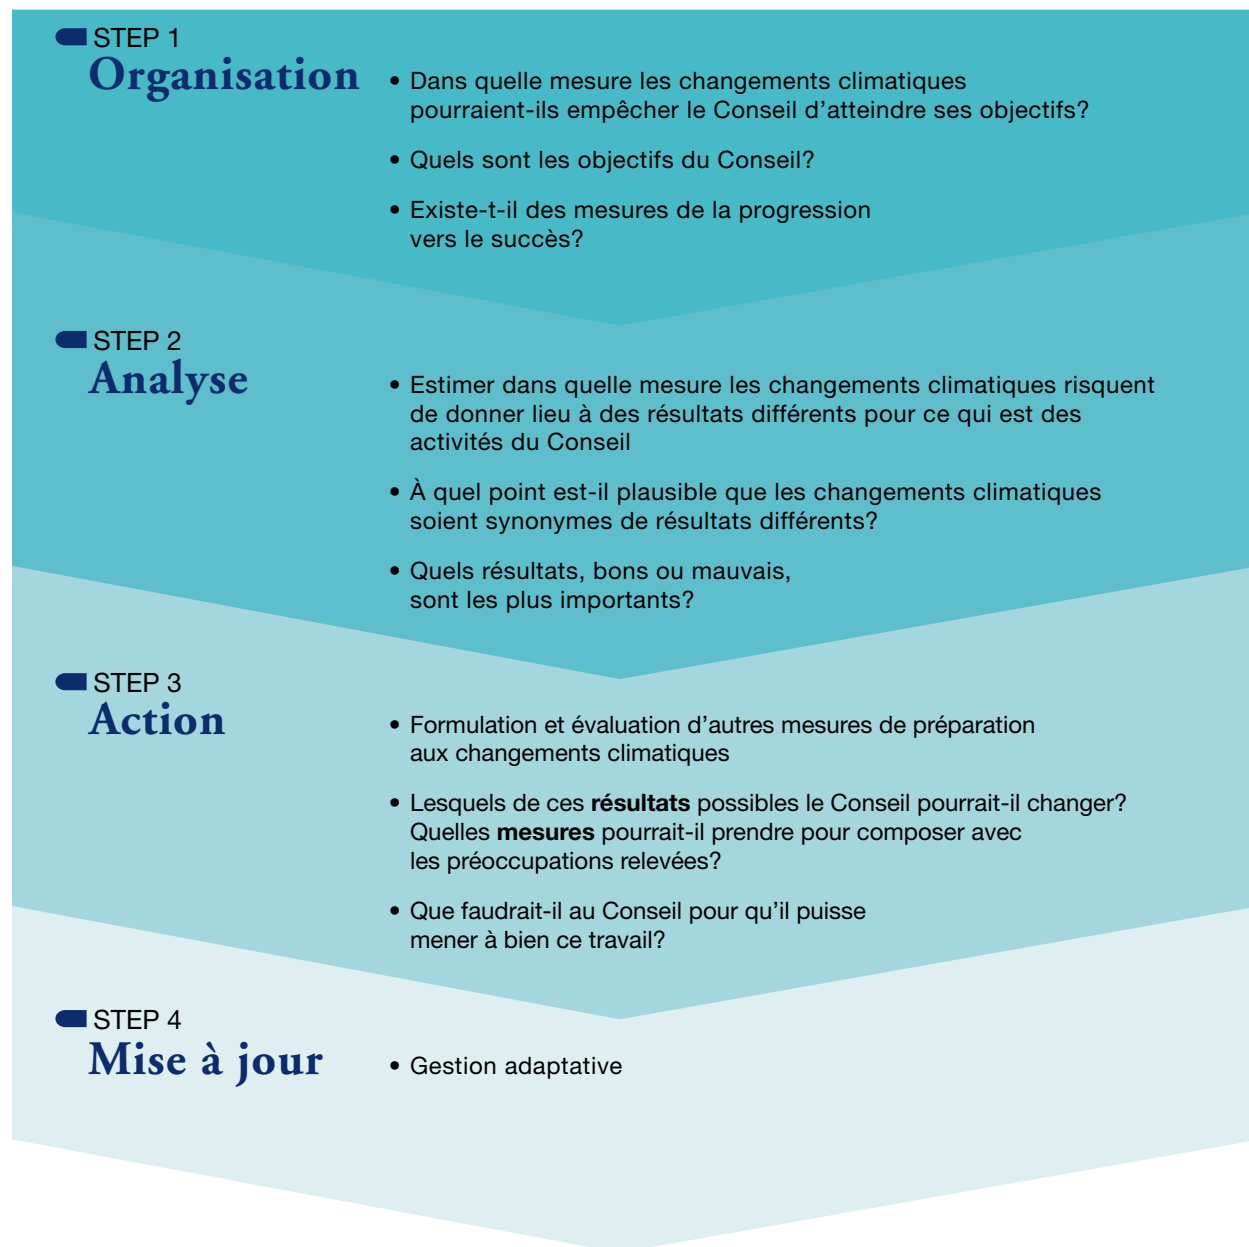 STEP 1
Organisation
• Dans quelle mesure les changements climatiques
pourraient-ils empêcher le Conseil d’atteindre ses objectifs?
• Quels sont les objectifs du Conseil?
• Existe-t-il des mesures de la progression
vers le succès?
STEP 2
Analyse
• Estimer dans quelle mesure les changements climatiques risquent
de donner lieu à des résultats différents pour ce qui est des
activités du Conseil
• À quel point est-il plausible que les changements climatiques
soient synonymes de résultats différents?
• Quels résultats, bons ou mauvais,
sont les plus importants?
STEP 3
Action
• Formulation et évaluation d’autres mesures de préparation
aux changements climatiques
• Lesquels de ces résultats possibles le Conseil pourrait-il changer?
Quelles mesures pourrait-il prendre pour composer avec
les préoccupations relevées?
• Que faudrait-il au Conseil pour qu’il puisse
mener à bien ce travail?
STEP 4
Mise à jour
• Gestion adaptative